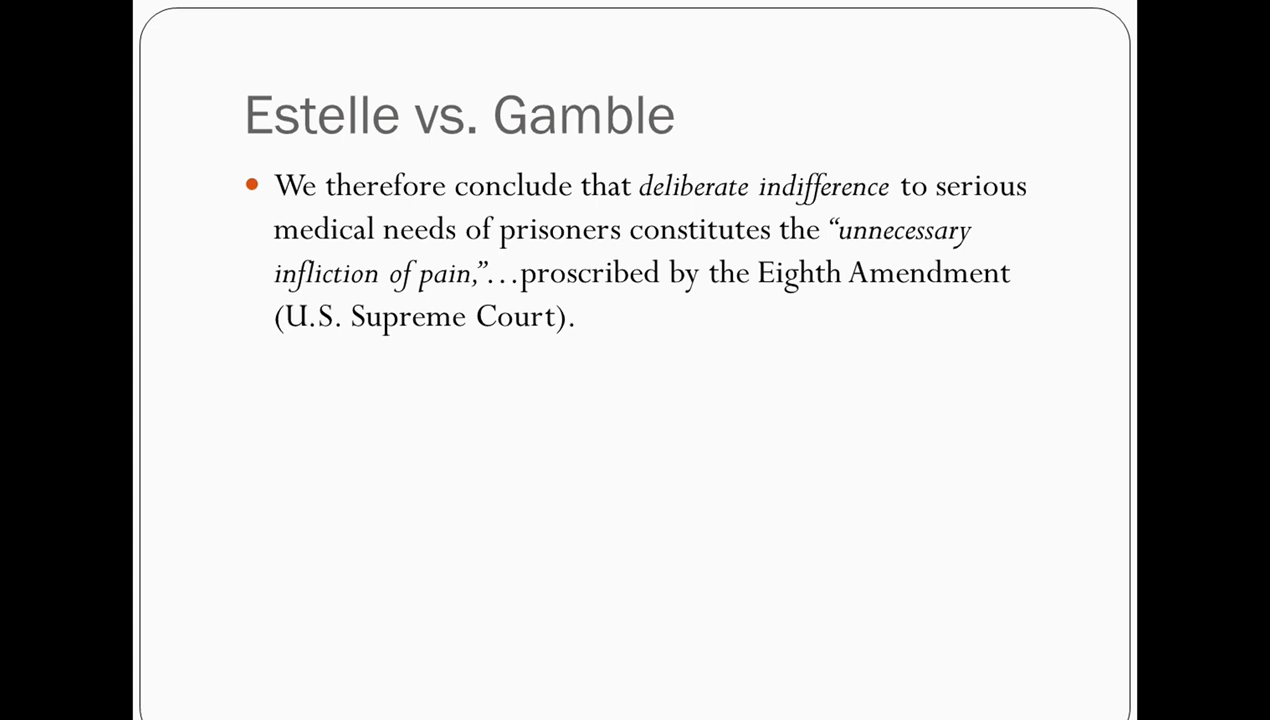 Estelle vs. Gamble
• We therefore conclude that deliberate indifference to serious
medical needs of prisoners constitutes the “unnecessary
infliction of pain,”…proscribed by the Eighth Amendment
(U.S. Supreme Court).